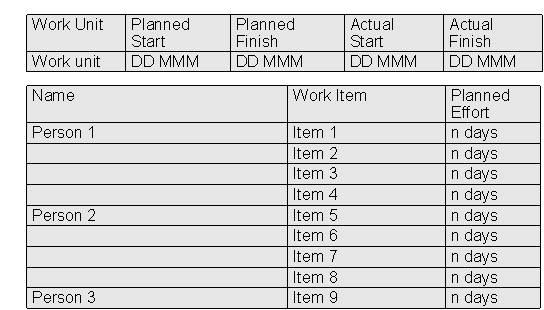 Work Unit Planned Start Planned Finish Actual Start Actual Finish
Work unit DD MMM DD MMM DD MMM DD MMM
Name Work Item Planned Effort
Person 1 Item 1 n days
Item 2 n days
Item 3 n days
Item 4 n days
Person 2 Item 5 n days
Item 6 n days
Item 7 n days
Item 8 n days
Person 3 Item 9 n days